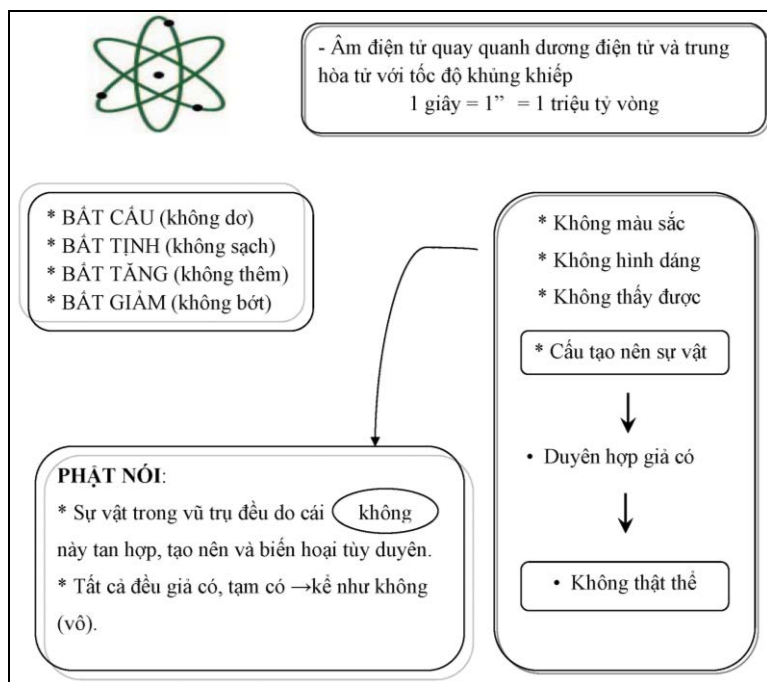 - Âm điện tử quay quanh dương điện tử và trung
hòa tử với tốc độ khủng khiếp
1 giây = 1” = 1 triệu tỷ vòng
* BẤT CẤU (không dơ)
* BẤT TỊNH (không sạch)
* BẤT TĂNG (không thêm)
* BẤT GIẢM (không bớt)
* Không màu sắc
* Không hình dáng
* Không thấy được
* Cấu tạo nên sự vật
• Duyên hợp giả có
• Không thật thể
PHẬT NÓI:
* Sự vật trong vũ trụ đều do cái không
này tan hợp, tạo nên và biến hoại tùy duyên.
* Tất cả đều giả có, tạm có →kể như không
(vô).